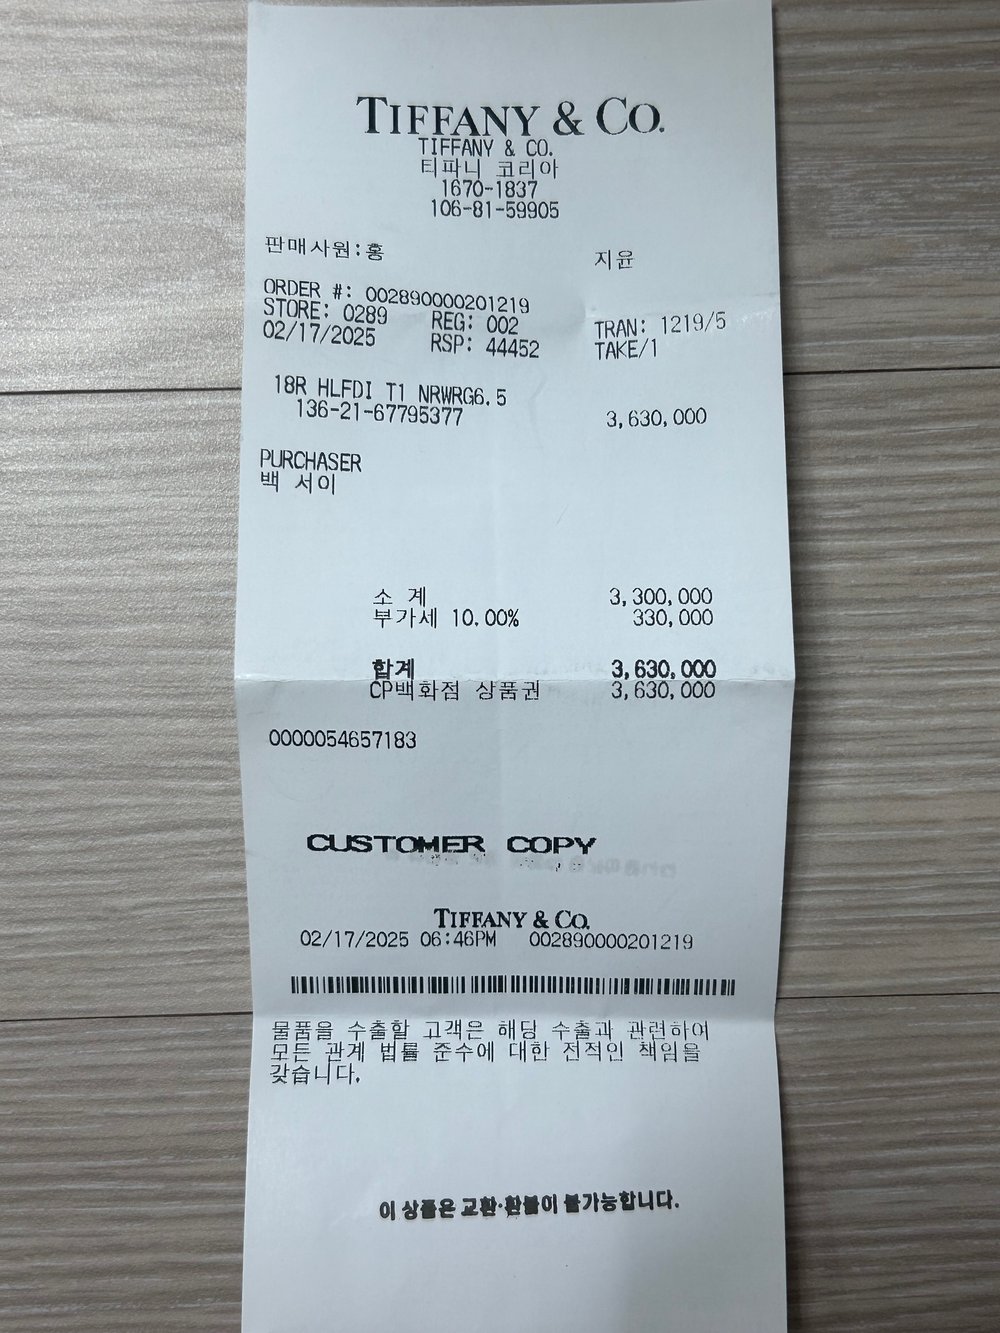 TIFFANY & CO.
TIFFANY & CO.
티파니 코리아
1670-1837
106-81-59905
판매사원:홍 지윤
ORDER #: 002890000201219
STORE: 0289 REG: 002 TRAN: 1219/5
02/17/2025 RSP: 44452 TAKE/1
18R HLFDI T1 NRWRG6.5
136-21-67795377 3,630,000
PURCHASER
백 서이
소 계 3,300,000
부가세 10.00% 330,000
합계 3,630,000
CP백화점 상품권 3,630,000
0000054657183
CUSTOMER COPY
TIFFANY & CO.
02/17/2025 06:46PM 002890000201219
물품을 수출할 고객은 해당 수출과 관련하여
모든 관계 법률 준수에 대한 전적인 책임을
갖습니다.
이 상품은 교환·환불이 불가능합니다.